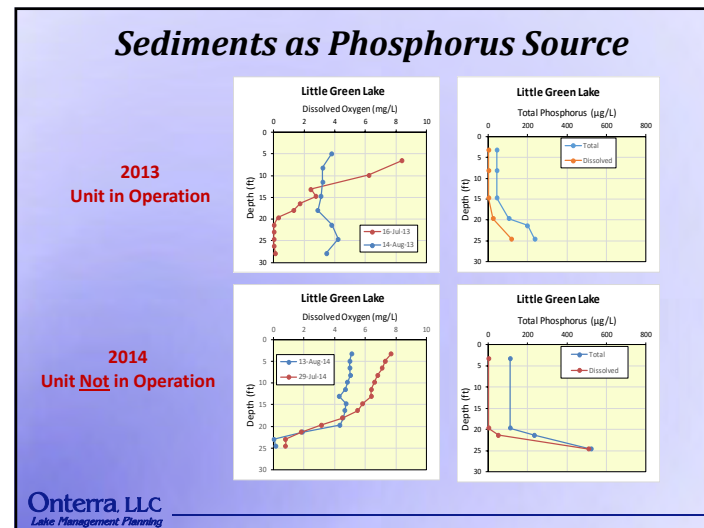 Sediments as Phosphorus Source
2013
Unit in Operation
Little Green Lake
Dissolved Oxygen (mg/L)
0 2 4 6 8 10
Depth (ft)
0
5
10
15
20
25
30
16-Jul-13
14-Aug-13
Little Green Lake
Total Phosphorus (µg/L)
0 200 400 600 800
Depth (ft)
0
5
10
15
20
25
30
Total
Dissolved
2014
Unit Not in Operation
Little Green Lake
Dissolved Oxygen (mg/L)
0 2 4 6 8 10
Depth (ft)
0
5
10
15
20
25
30
13-Aug-14
29-Jul-14
Little Green Lake
Total Phosphorus (µg/L)
0 200 400 600 800
Depth (ft)
0
5
10
15
20
25
30
Total
Dissolved
Onterra, LLC
Lake Management Planning